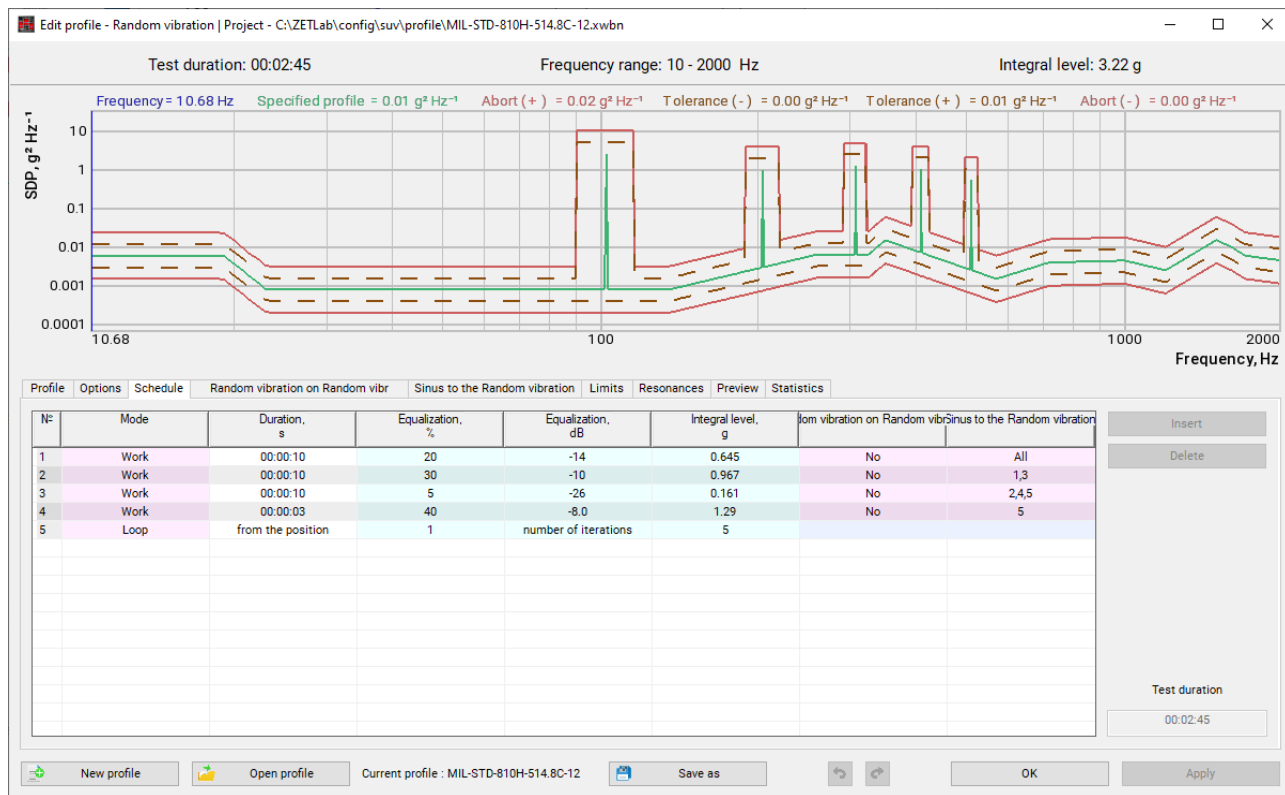 Edit profile - Random vibration | Project - C:\ZETLab\config\suv\profile\MIL-STD-810H-514.8C-12.xwbn
Test duration: 00:02:45 Frequency range: 10 - 2000 Hz Integral level: 3.22 g
Frequency = 10.68 Hz Specified profile = 0.01 g² Hz⁻¹ Abort (+) = 0.02 g² Hz⁻¹ Tolerance (-) = 0.00 g² Hz⁻¹ Tolerance (+) = 0.01 g² Hz⁻¹ Abort (-) = 0.00 g² Hz⁻¹
SDP, g² Hz⁻¹
10
1
0.1
0.01
0.001
0.0001
10.68 100 1000 2000
Frequency, Hz
Profile Options Schedule Random vibration on Random vibr Sinus to the Random vibration Limits Resonances Preview Statistics
№ Mode Duration, Equalization, Equalization, Integral level, dom vibration on Random vibr Sinus to the Random vibration
s % dB g
1 Work 00:00:10 20 -14 0.645 No All
2 Work 00:00:10 30 -10 0.967 No 1,3
3 Work 00:00:10 5 -26 0.161 No 2,4,5
4 Work 00:00:03 40 -8.0 1.29 No 5
5 Loop from the position 1 number of iterations 5
Insert
Delete
Test duration
00:02:45
New profile Open profile Current profile : MIL-STD-810H-514.8C-12 Save as OK Apply